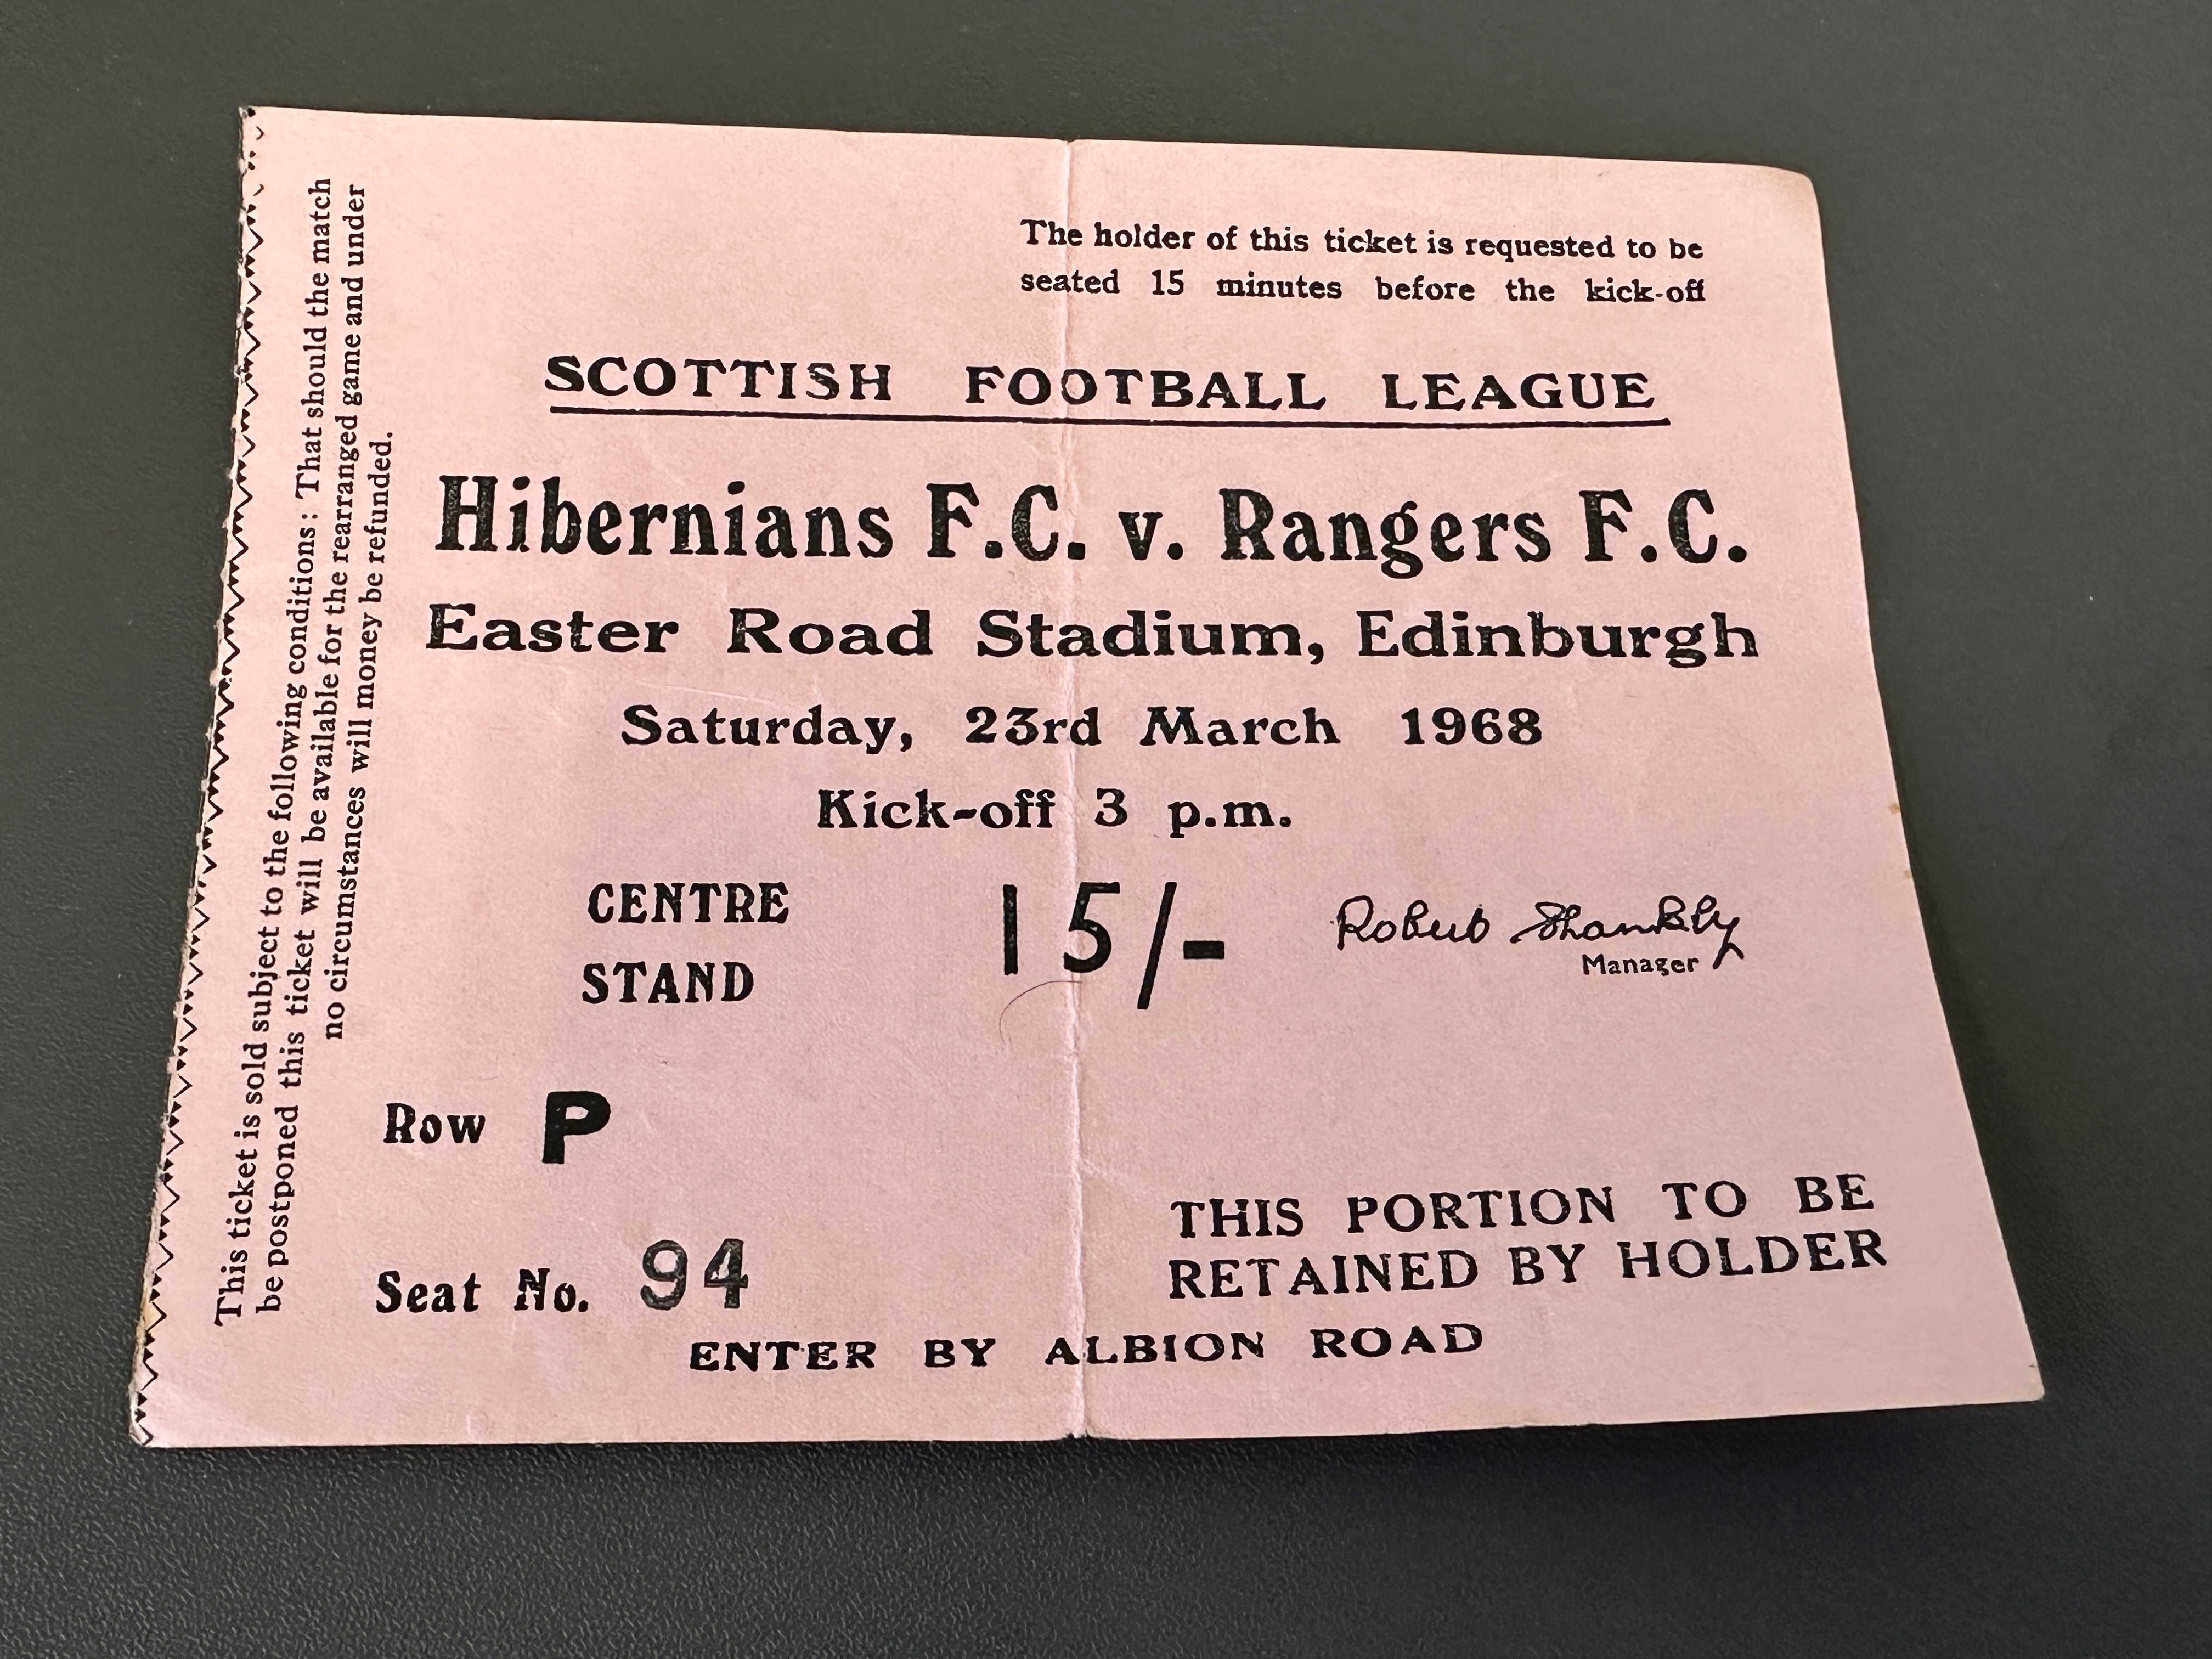 The holder of this ticket is requested to be
seated 15 minutes before the kick-off
SCOTTISH FOOTBALL LEAGUE
Hibernians F.C. v. Rangers F.C.
Easter Road Stadium, Edinburgh
Saturday, 23rd March 1968
Kick-off 3 p.m.
CENTRE
STAND
15/-
Robert Shankly
Manager
Row P
Seat No. 94
THIS PORTION TO BE
RETAINED BY HOLDER
ENTER BY ALBION ROAD
This ticket is sold subject to the following conditions : That should the match
be postponed this ticket will be available for the rearranged game and under
no circumstances will money be refunded.